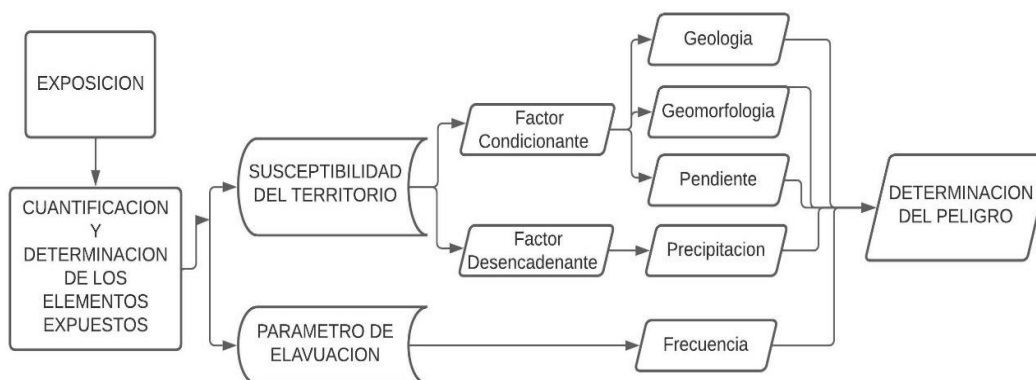 EXPOSICION
CUANTIFICACION
Y
DETERMINACION
DE LOS
ELEMENTOS
EXPUESTOS
SUSCEPTIBILIDAD
DEL TERRITORIO
PARAMETRO DE
ELAVUACION
Factor
Condicionante
Factor
Desencadenante
Geologia
Geomorfologia
Pendiente
Precipitacion
Frecuencia
DETERMINACION
DEL PELIGRO